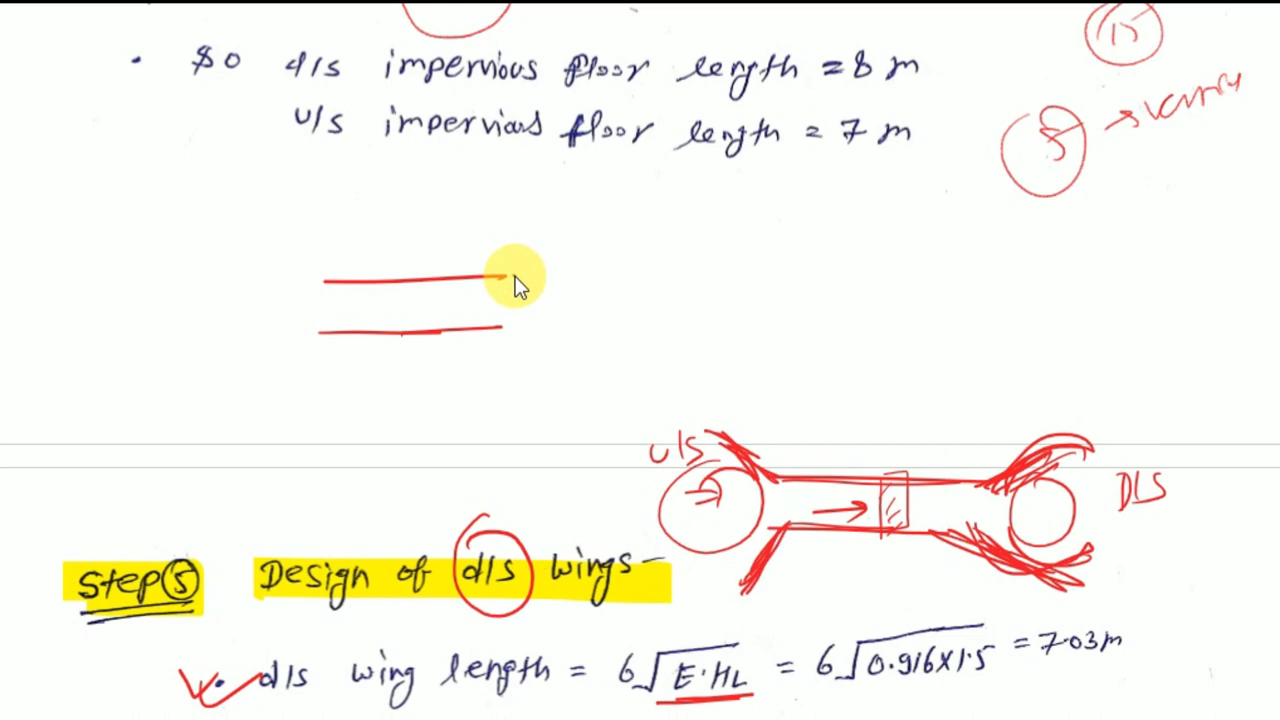 15
• So d/s impervious floor length = 8 m
u/s impervious floor length = 7 m
U/S
D/S
Step 5 Design of d/s wings-
d/s wing length = 6√E·HL = 6√0.916×1.5 = 7.03m